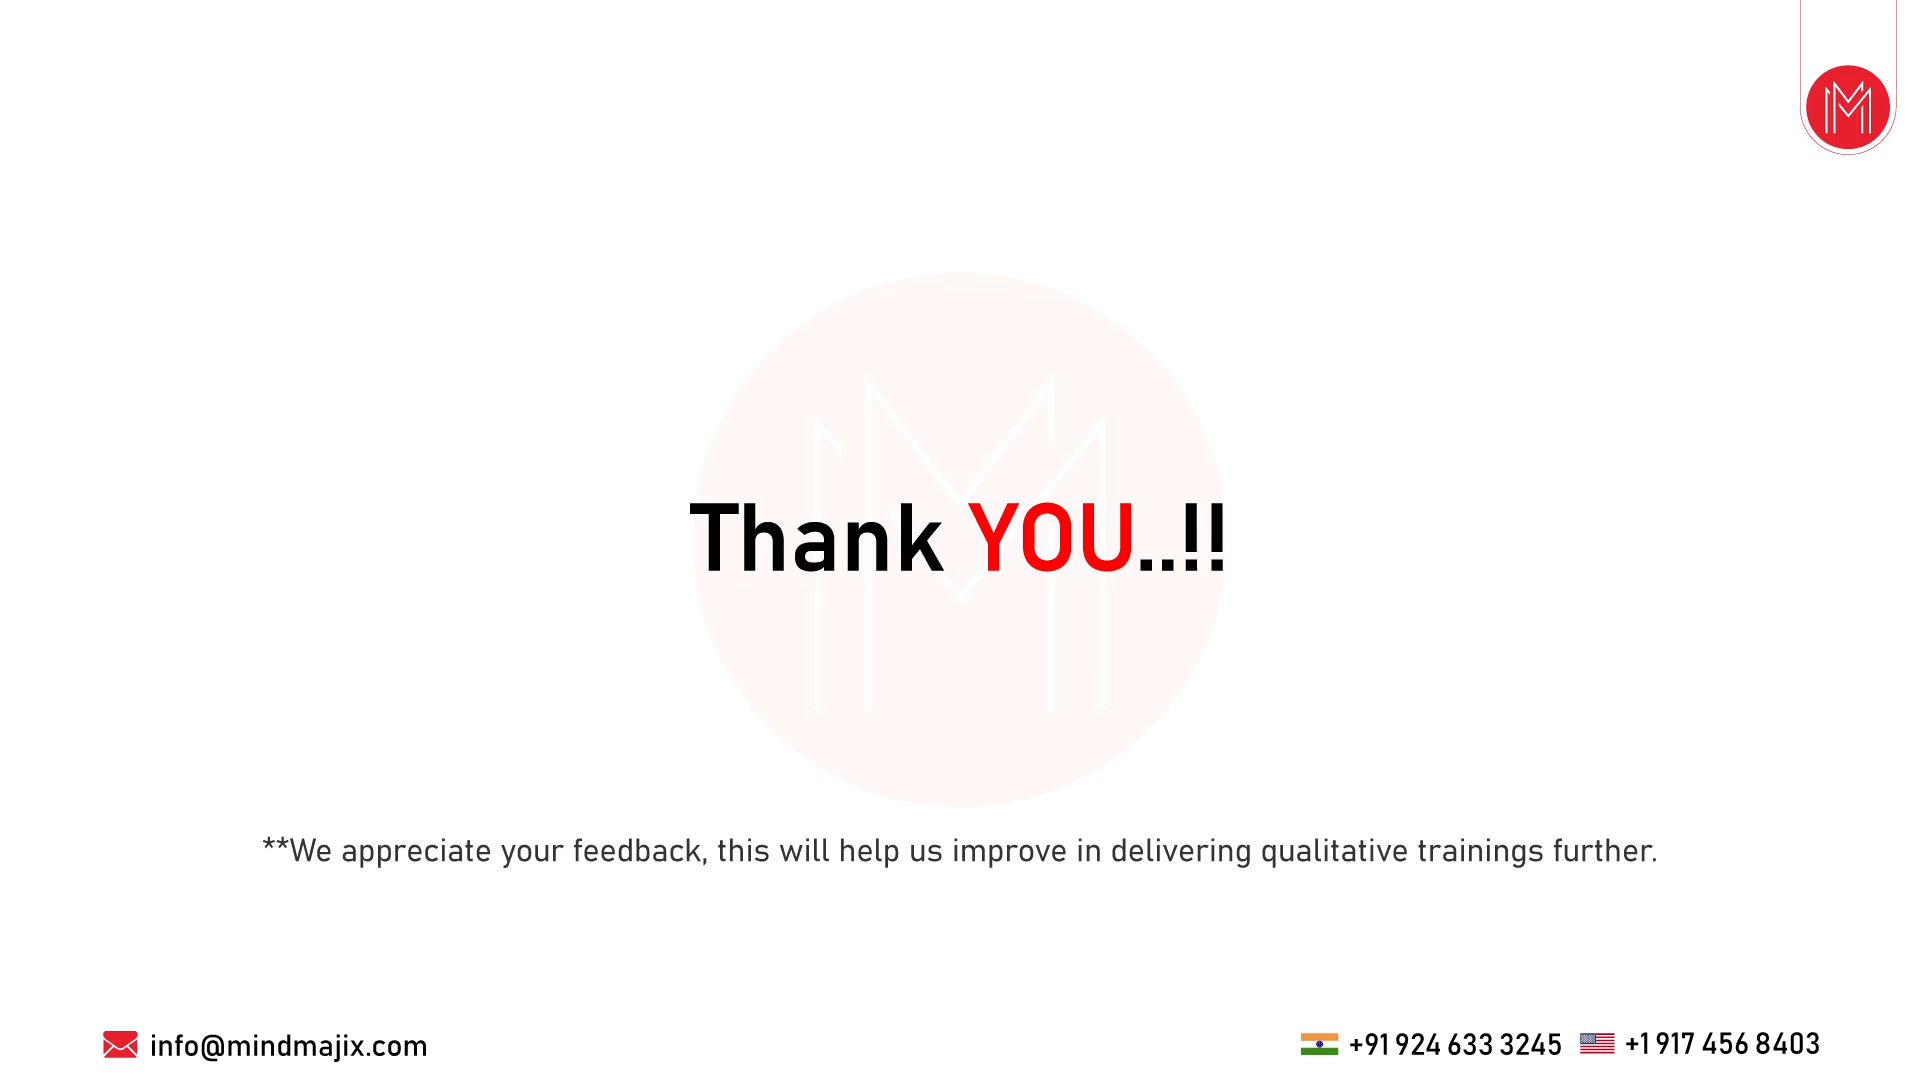 Thank YOU..!!
**We appreciate your feedback, this will help us improve in delivering qualitative trainings further.
info@mindmajix.com +91 924 633 3245 +1 917 456 8403